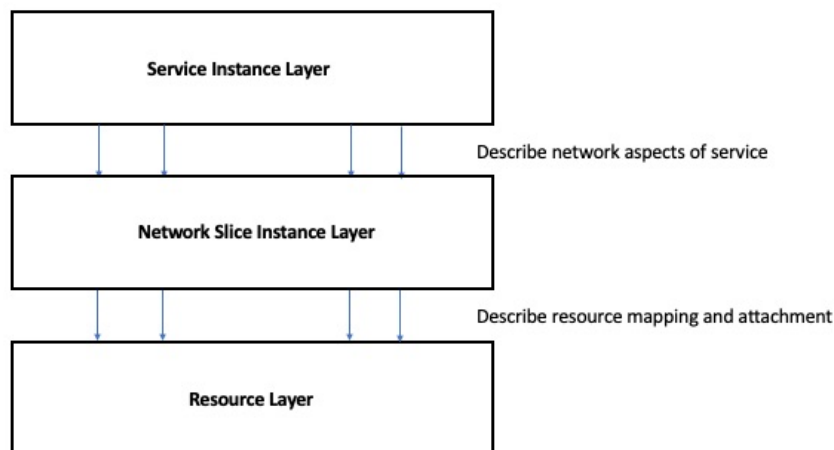 Service Instance Layer
Describe network aspects of service
Network Slice Instance Layer
Describe resource mapping and attachment
Resource Layer